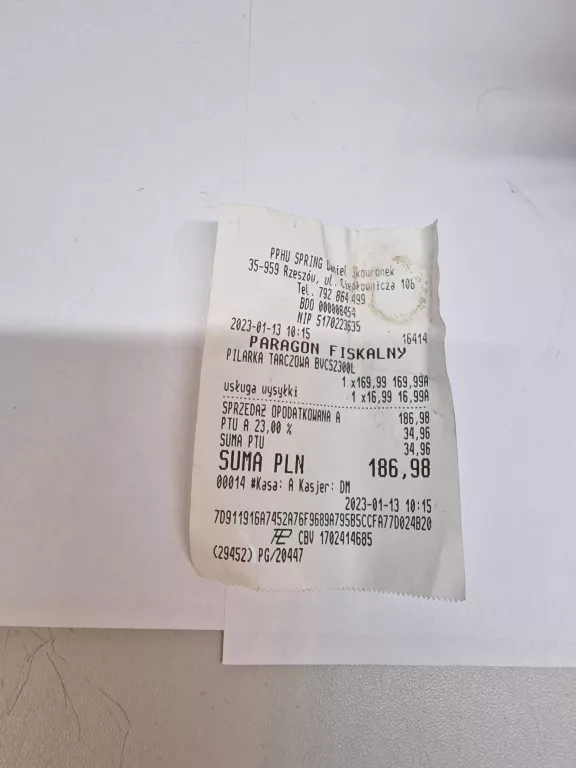 PPHU SPRING Daniel Skowronek
35-959 Rzeszów, ul. Ciepłownicza 10b
Tel. 792 864 499
BDO 000006454
NIP 5170223635
2023-01-13 10:15 16414
PARAGON FISKALNY
PILARKA TARCZOWA BVCS2300Ł
1 x169,99 169,99A
usługa wysyłki
1 x16,99 16,99A
SPRZEDAŻ OPODATKOWANA A 186,98
PTU A 23,00 % 34,96
SUMA PTU 34,96
SUMA PLN 186,98
00014 #Kasa: A Kasjer: DM
2023-01-13 10:15
7D911916A7452A76F9689A795B5CCFA77D024B20
CBV 1702414685
(29452) PG/20447